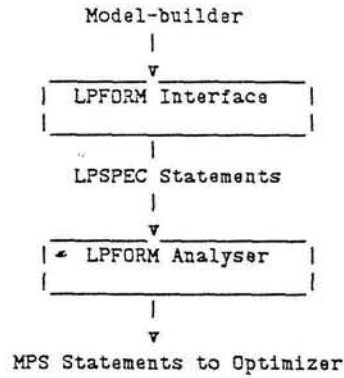 Model-builder
LPFORM Interface
LPSPEC Statements
LPFORM Analyser
MPS Statements to Optimizer